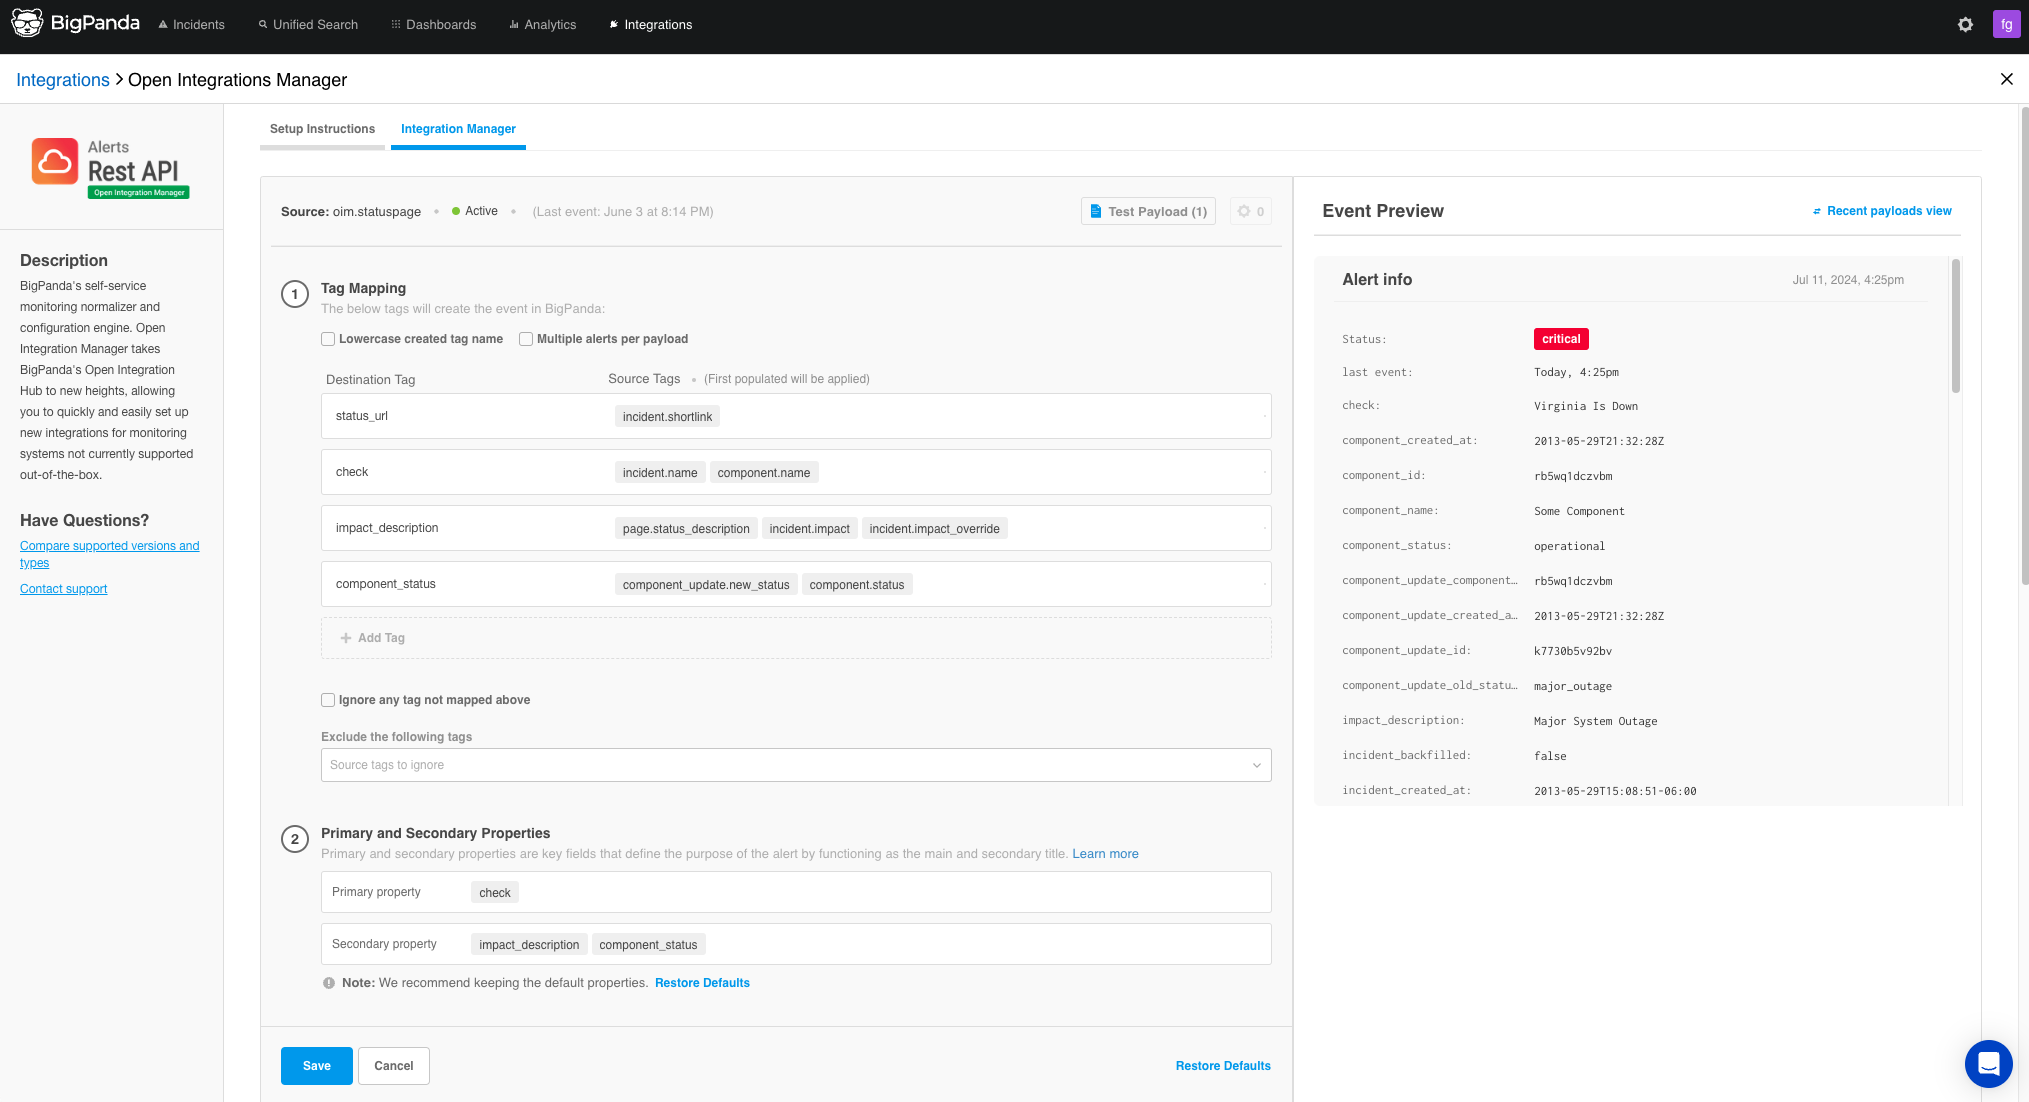 BigPanda
Incidents
Unified Search
Dashboards
Analytics
Integrations
fg
Integrations > Open Integrations Manager
Alerts
Rest API
Open Integration Manager
Description
BigPanda's self-service
monitoring normalizer and
configuration engine. Open
Integration Manager takes
BigPanda's Open Integration
Hub to new heights, allowing
you to quickly and easily set up
new integrations for monitoring
systems not currently supported
out-of-the-box.
Have Questions?
Compare supported versions and
types
Contact support
Setup Instructions
Integration Manager
Source: oim.statuspage • Active • (Last event: June 3 at 8:14 PM)
Test Payload (1)
0
1
Tag Mapping
The below tags will create the event in BigPanda:
Lowercase created tag name
Multiple alerts per payload
Destination Tag
Source Tags • (First populated will be applied)
status_url
incident.shortlink
check
incident.name component.name
impact_description
page.status_description incident.impact incident.impact_override
component_status
component_update.new_status component.status
+ Add Tag
Ignore any tag not mapped above
Exclude the following tags
Source tags to ignore
2
Primary and Secondary Properties
Primary and secondary properties are key fields that define the purpose of the alert by functioning as the main and secondary title. Learn more
Primary property
check
Secondary property
impact_description component_status
Note: We recommend keeping the default properties. Restore Defaults
Save
Cancel
Restore Defaults
Event Preview
Recent payloads view
Alert info
Jul 11, 2024, 4:25pm
Status: critical
last event: Today, 4:25pm
check: Virginia Is Down
component_created_at: 2013-05-29T21:32:28Z
component_id: rb5wq1dczvbm
component_name: Some Component
component_status: operational
component_update_component… rb5wq1dczvbm
component_update_created_a… 2013-05-29T21:32:28Z
component_update_id: k7730b5v92bv
component_update_old_statu… major_outage
impact_description: Major System Outage
incident_backfilled: false
incident_created_at: 2013-05-29T15:08:51-06:00